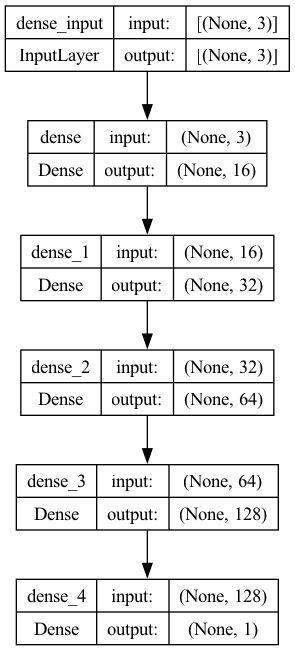 dense_input input: [(None, 3)]
InputLayer output: [(None, 3)]
dense input: (None, 3)
Dense output: (None, 16)
dense_1 input: (None, 16)
Dense output: (None, 32)
dense_2 input: (None, 32)
Dense output: (None, 64)
dense_3 input: (None, 64)
Dense output: (None, 128)
dense_4 input: (None, 128)
Dense output: (None, 1)